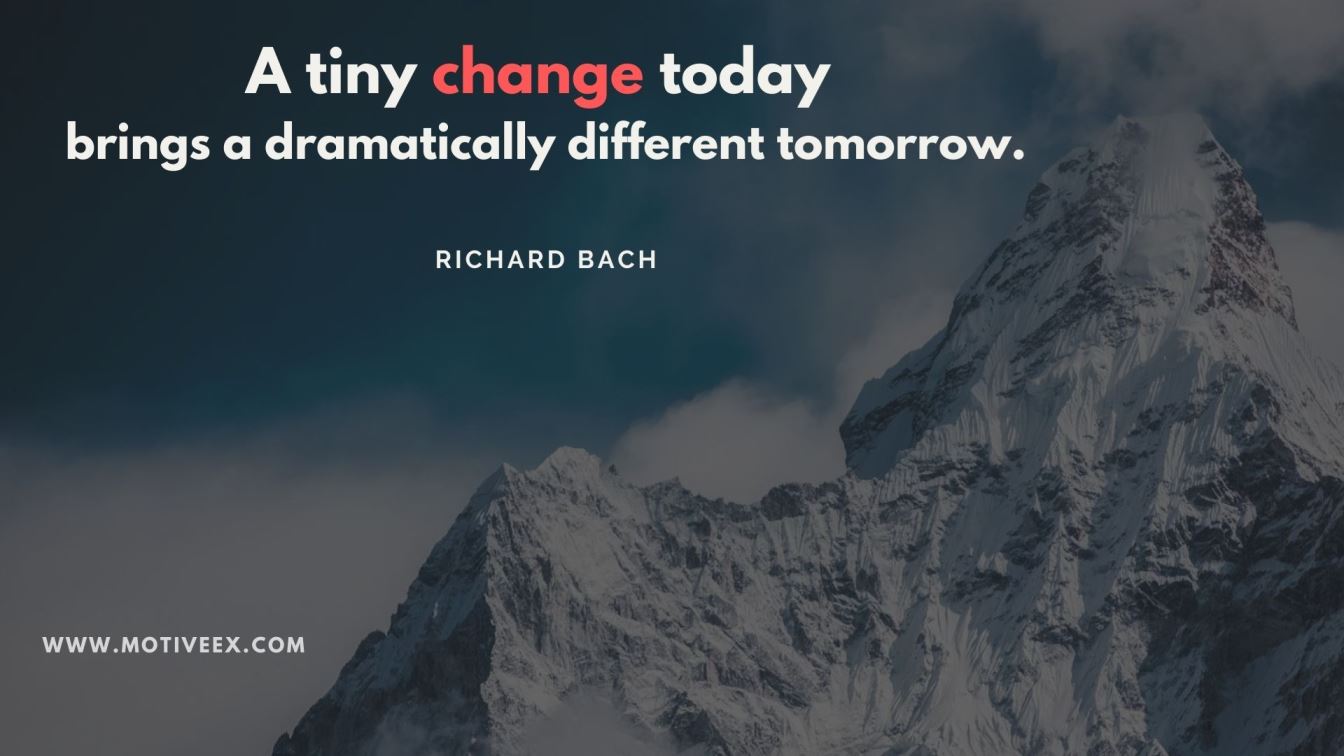 A tiny change today
brings a dramatically different tomorrow.
RICHARD BACH
WWW.MOTIVEEX.COM